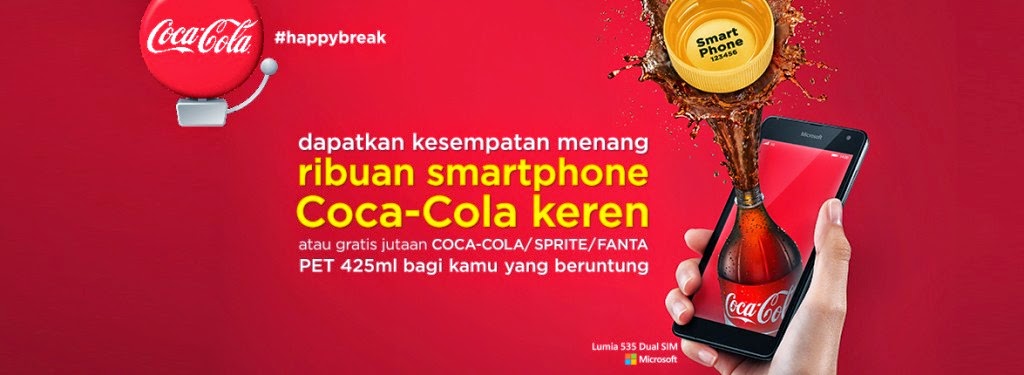 Coca-Cola
#happybreak
Smart
Phone
123456
Microsoft
dapatkan kesempatan menang
ribuan smartphone
Coca-Cola keren
atau gratis jutaan COCA-COLA/SPRITE/FANTA
PET 425ml bagi kamu yang beruntung
Coca-Cola
Lumia 535 Dual SIM
Microsoft